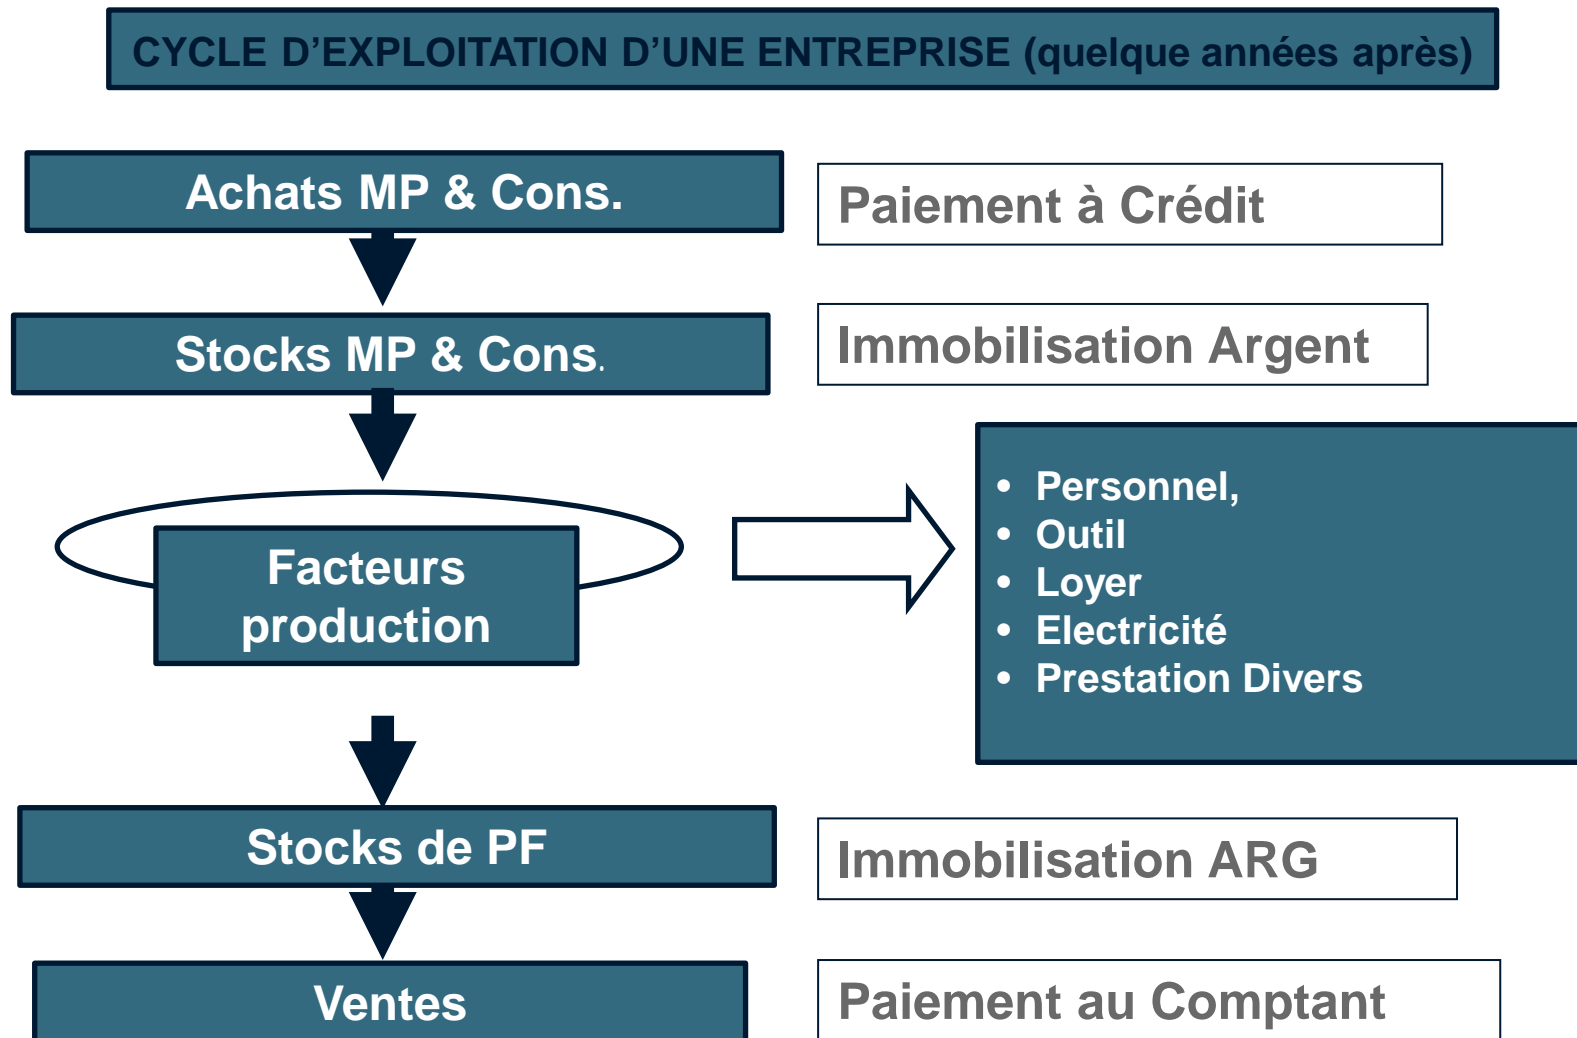 CYCLE D’EXPLOITATION D’UNE ENTREPRISE (quelque années après)
Achats MP & Cons.
Paiement à Crédit
Stocks MP & Cons.
Immobilisation Argent
Facteurs
production
• Personnel,
• Outil
• Loyer
• Electricité
• Prestation Divers
Stocks de PF
Immobilisation ARG
Ventes
Paiement au Comptant